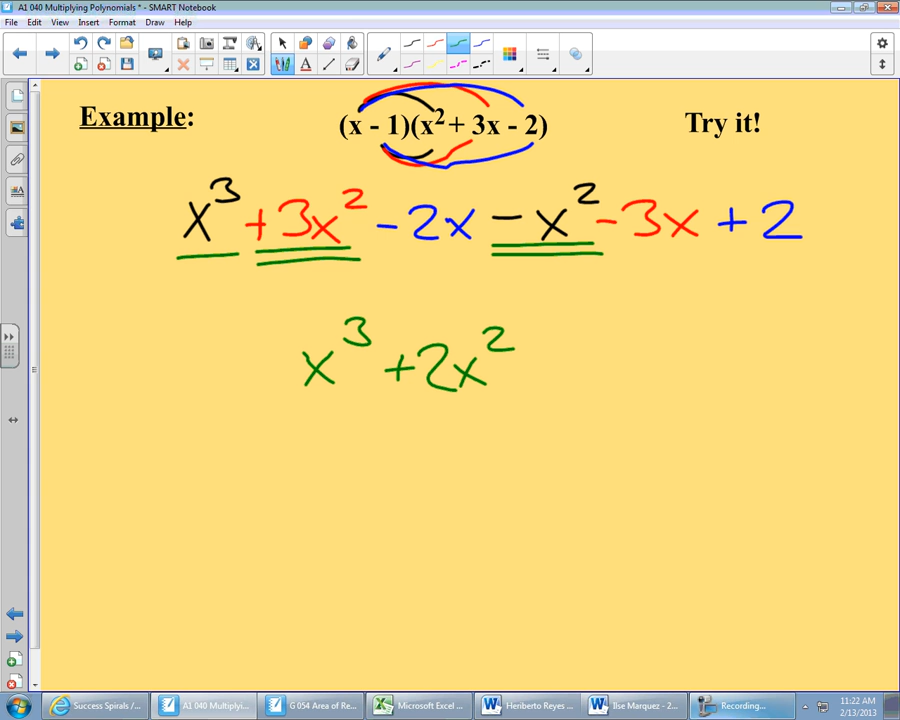 A1 040 Multiplying Polynomials * - SMART Notebook
File Edit View Insert Format Draw Help
Example: (x - 1)(x² + 3x - 2) Try it!
x³ + 3x² - 2x - x² - 3x + 2
x³ + 2x²
Success Spirals /... A1 040 Multiplyi... G 054 Area of Re... Microsoft Excel ... Heriberto Reyes ... Ilse Marquez - 2... Recording...
11:22 AM
2/13/2013